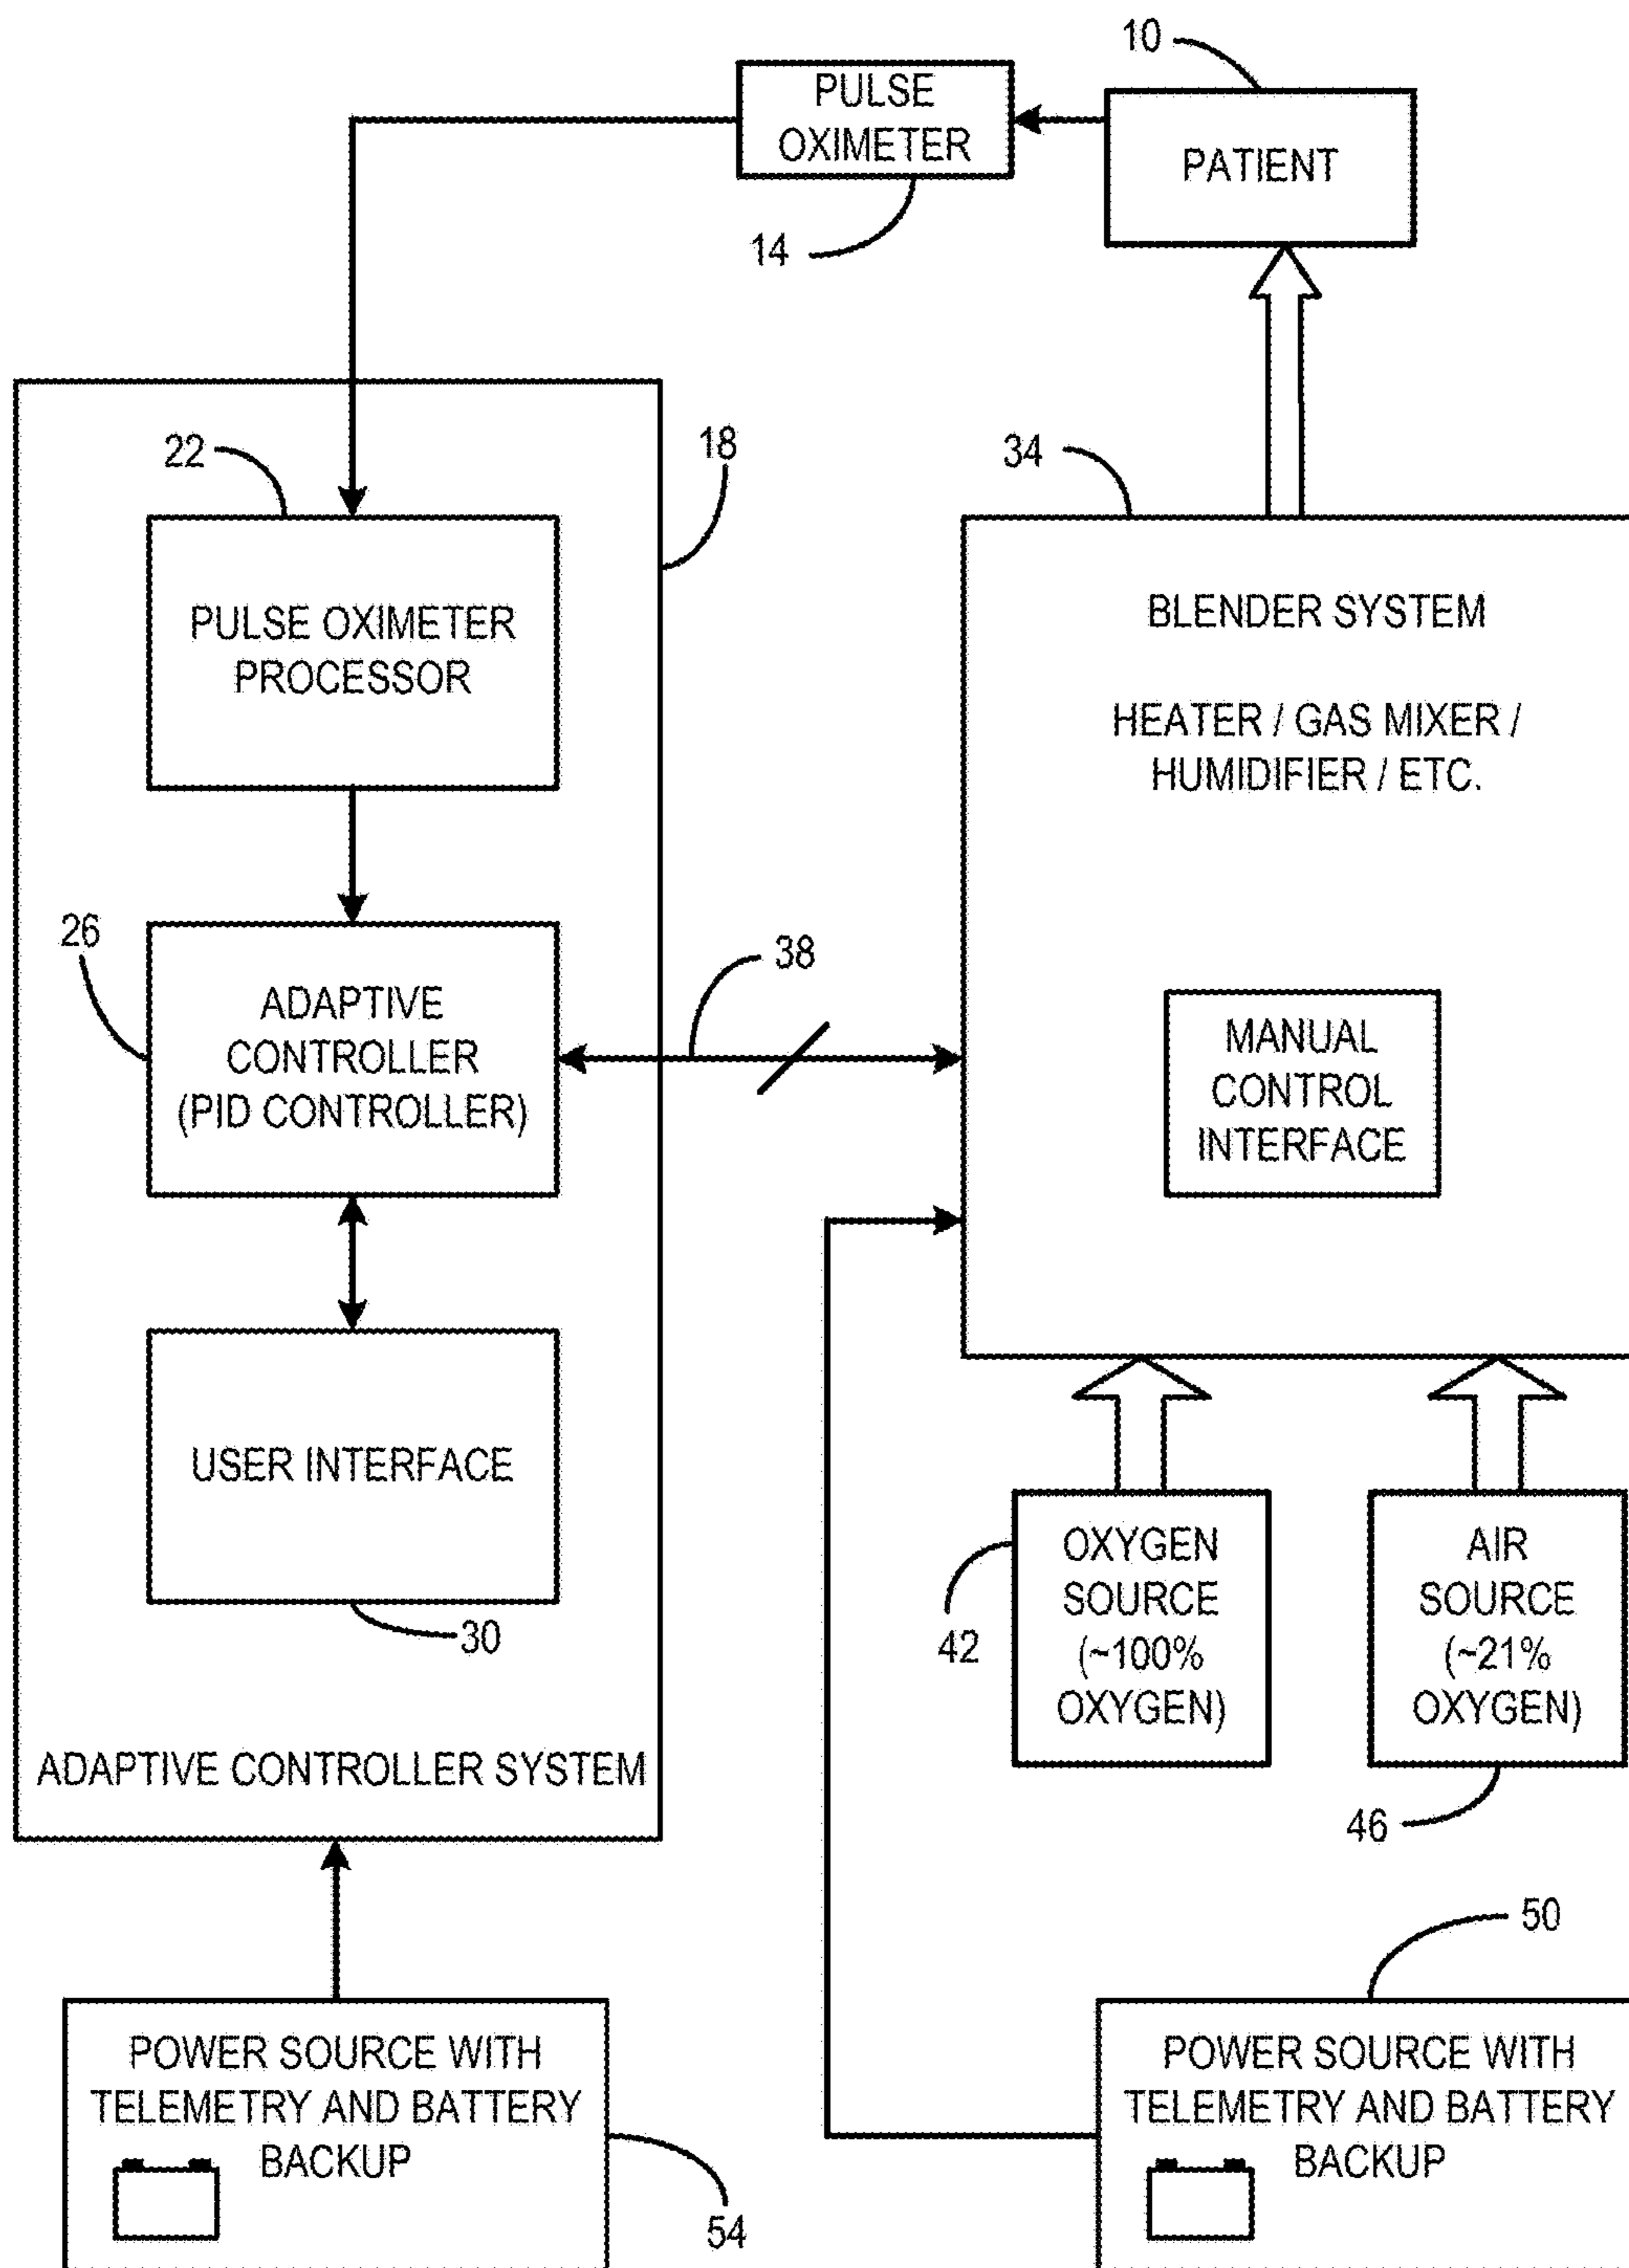 10
PULSE
OXIMETER
PATIENT
14
22
18
34
PULSE OXIMETER
PROCESSOR
BLENDER SYSTEM
HEATER / GAS MIXER /
HUMIDIFIER / ETC.
26
ADAPTIVE
CONTROLLER
(PID CONTROLLER)
38
MANUAL
CONTROL
INTERFACE
USER INTERFACE
30
42
OXYGEN
SOURCE
(~100%
OXYGEN)
AIR
SOURCE
(~21%
OXYGEN)
46
ADAPTIVE CONTROLLER SYSTEM
50
POWER SOURCE WITH
TELEMETRY AND BATTERY
BACKUP
54
POWER SOURCE WITH
TELEMETRY AND BATTERY
BACKUP